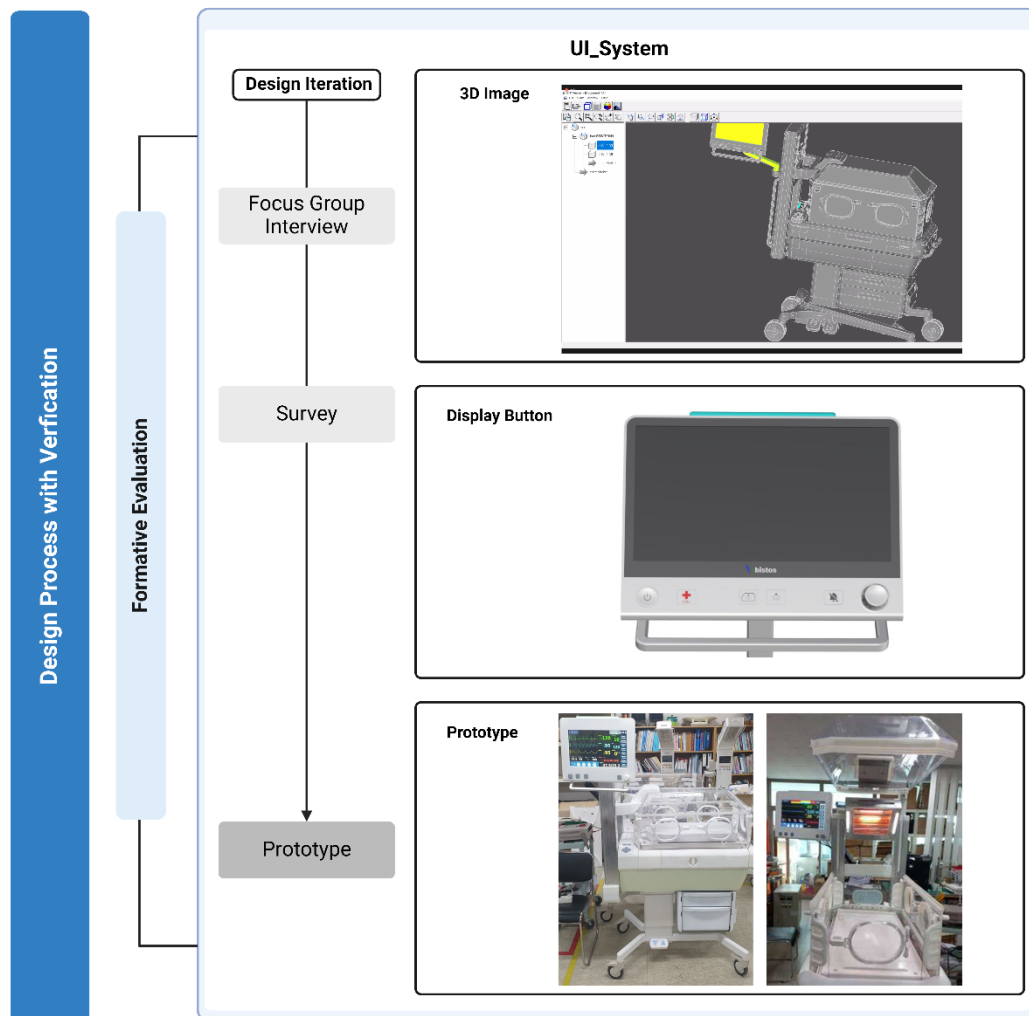 UI_System
Design Iteration
3D Image
Focus Group
Interview
Survey
Display Button
bistos
Prototype
Prototype
Formative Evaluation
Design Process with Verfication